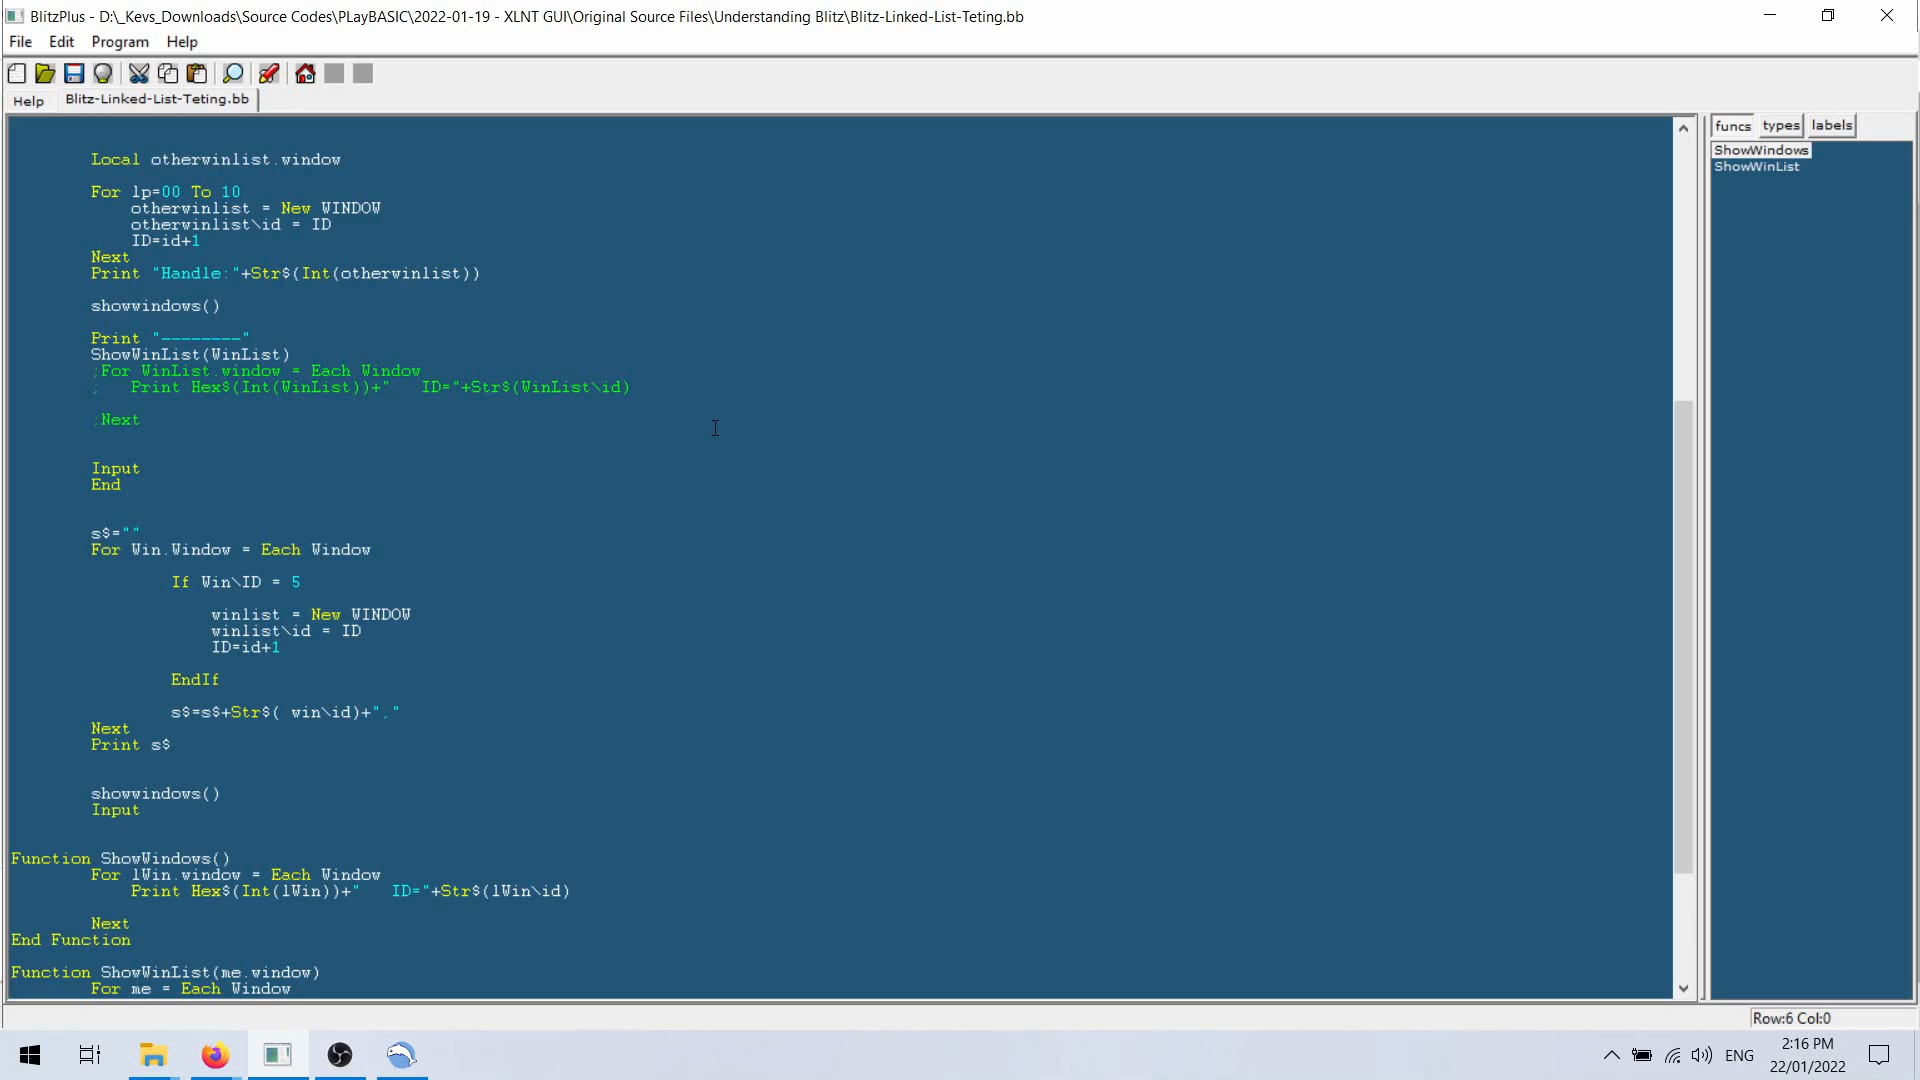 BlitzPlus - D:\_Kevs_Downloads\Source Codes\PLayBASIC\2022-01-19 - XLNT GUI\Original Source Files\Understanding Blitz\Blitz-Linked-List-Teting.bb
File Edit Program Help
Help Blitz-Linked-List-Teting.bb
funcs types labels
ShowWindows
ShowWinList
Local otherwinlist.window
For lp=00 To 10
otherwinlist = New WINDOW
otherwinlist\id = ID
ID=id+1
Next
Print "Handle:"+Str$(Int(otherwinlist))
showwindows()
Print "--------"
ShowWinList(WinList)
;For WinList.window = Each Window
;   Print Hex$(Int(WinList))+"   ID="+Str$(WinList\id)
;Next
Input
End
s$=""
For Win.Window = Each Window
If Win\ID = 5
winlist = New WINDOW
winlist\id = ID
ID=id+1
EndIf
s$=s$+Str$( win\id)+","
Next
Print s$
showwindows()
Input
Function ShowWindows()
For lWin.window = Each Window
Print Hex$(Int(lWin))+"   ID="+Str$(lWin\id)
Next
End Function
Function ShowWinList(me.window)
For me = Each Window
Row:6 Col:0
ENG
2:16 PM
22/01/2022